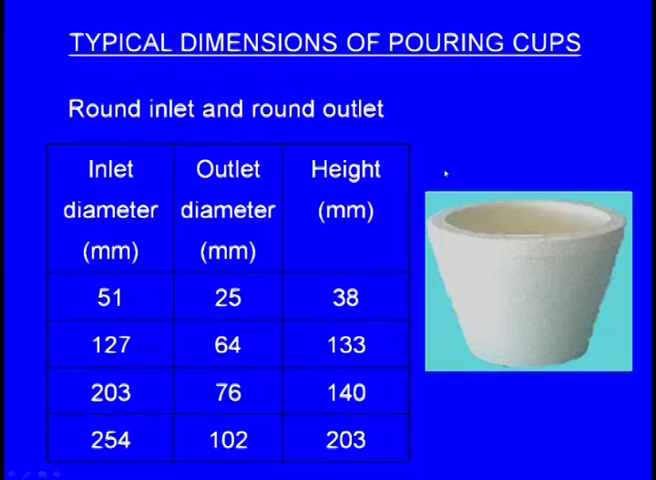 TYPICAL DIMENSIONS OF POURING CUPS
Round inlet and round outlet
Inlet diameter (mm) Outlet diameter (mm) Height (mm)
51 25 38
127 64 133
203 76 140
254 102 203